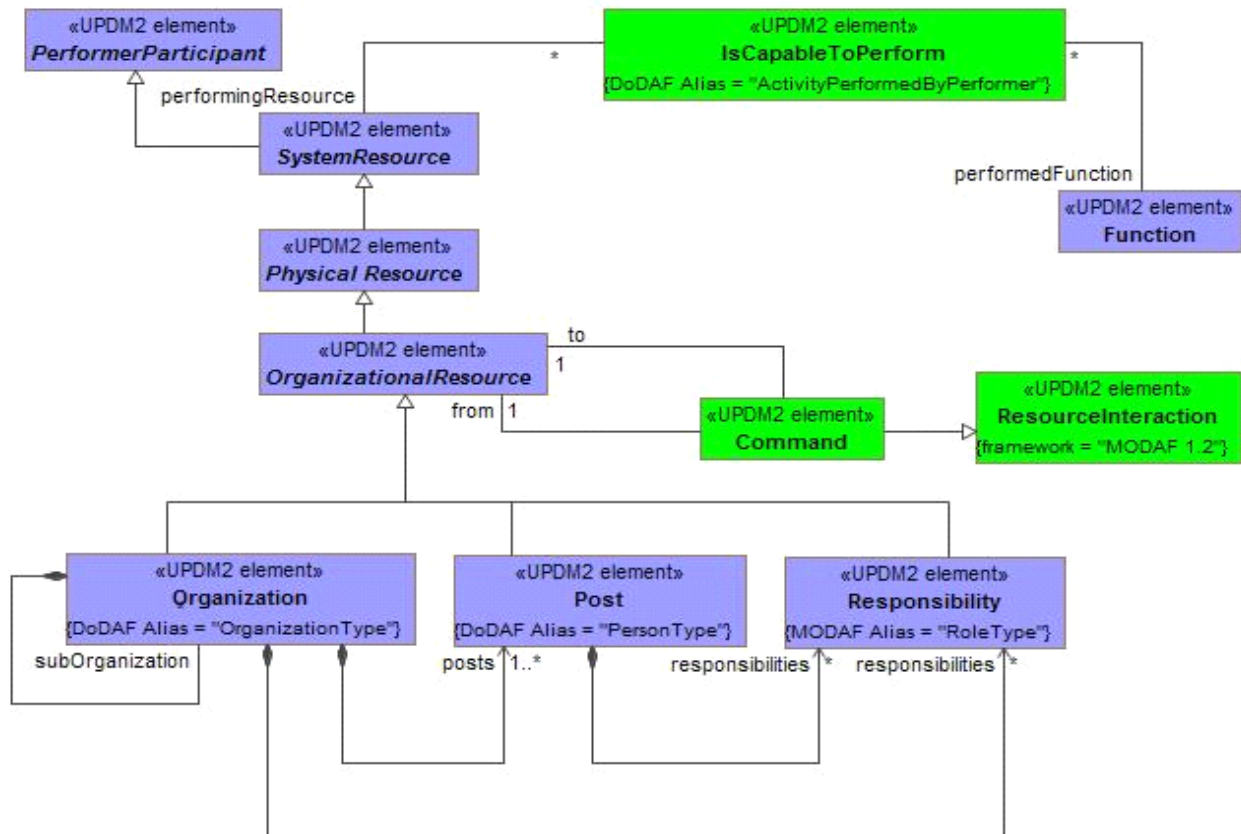 «UPDM2 element»
PerformerParticipant
«UPDM2 element»
IsCapableToPerform
{DoDAF Alias = "ActivityPerformedByPerformer"}
*
*
performingResource
«UPDM2 element»
SystemResource
performedFunction
«UPDM2 element»
Function
«UPDM2 element»
Physical Resource
«UPDM2 element»
OrganizationalResource
to
1
from
1
«UPDM2 element»
Command
«UPDM2 element»
ResourceInteraction
{framework = "MODAF 1.2"}
«UPDM2 element»
Organization
{DoDAF Alias = "OrganizationType"}
«UPDM2 element»
Post
{DoDAF Alias = "PersonType"}
«UPDM2 element»
Responsibility
{MODAF Alias = "RoleType"}
subOrganization
posts
1..*
responsibilities
*
responsibilities
*